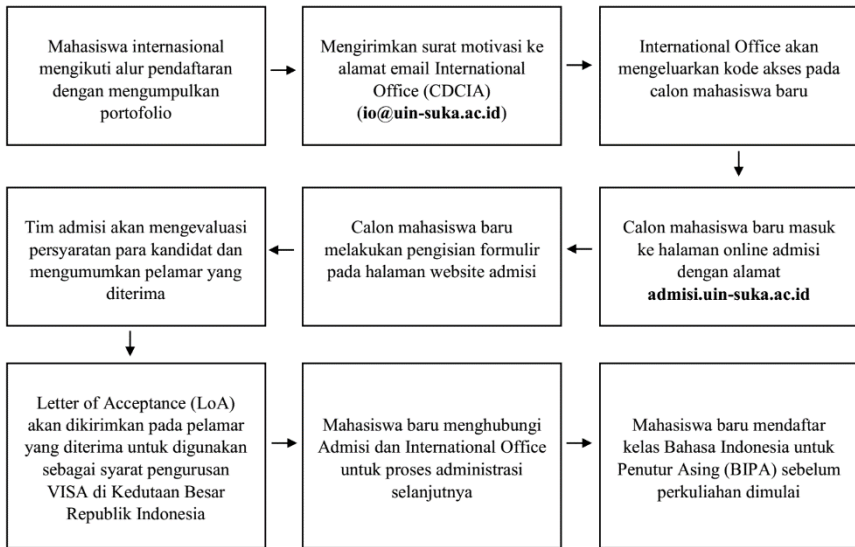 Mahasiswa internasional
mengikuti alur pendaftaran
dengan mengumpulkan
portofolio
Mengirimkan surat motivasi ke
alamat email International
Office (CDCIA)
(io@uin-suka.ac.id)
International Office akan
mengeluarkan kode akses pada
calon mahasiswa baru
Calon mahasiswa baru masuk
ke halaman online admisi
dengan alamat
admisi.uin-suka.ac.id
Calon mahasiswa baru
melakukan pengisian formulir
pada halaman website admisi
Tim admisi akan mengevaluasi
persyaratan para kandidat dan
mengumumkan pelamar yang
diterima
Letter of Acceptance (LoA)
akan dikirimkan pada pelamar
yang diterima untuk digunakan
sebagai syarat pengurusan
VISA di Kedutaan Besar
Republik Indonesia
Mahasiswa baru menghubungi
Admisi dan International Office
untuk proses administrasi
selanjutnya
Mahasiswa baru mendaftar
kelas Bahasa Indonesia untuk
Penutur Asing (BIPA) sebelum
perkuliahan dimulai